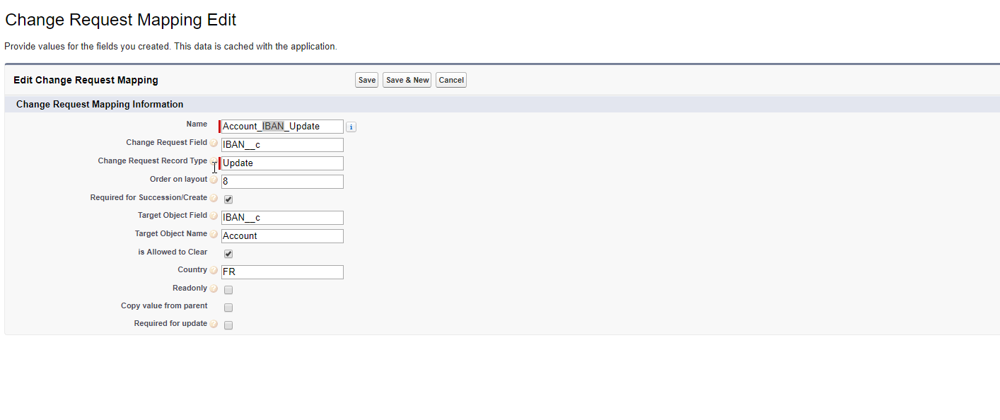 Change Request Mapping Edit
Provide values for the fields you created. This data is cached with the application.
Edit Change Request Mapping Save Save & New Cancel
Change Request Mapping Information
Name Account_IBAN_Update i
Change Request Field ? IBAN__c
Change Request Record Type Update
Order on layout ? 8
Required for Succession/Create ?
Target Object Field ? IBAN__c
Target Object Name ? Account
is Allowed to Clear
Country ? FR
Readonly ?
Copy value from parent
Required for update ?